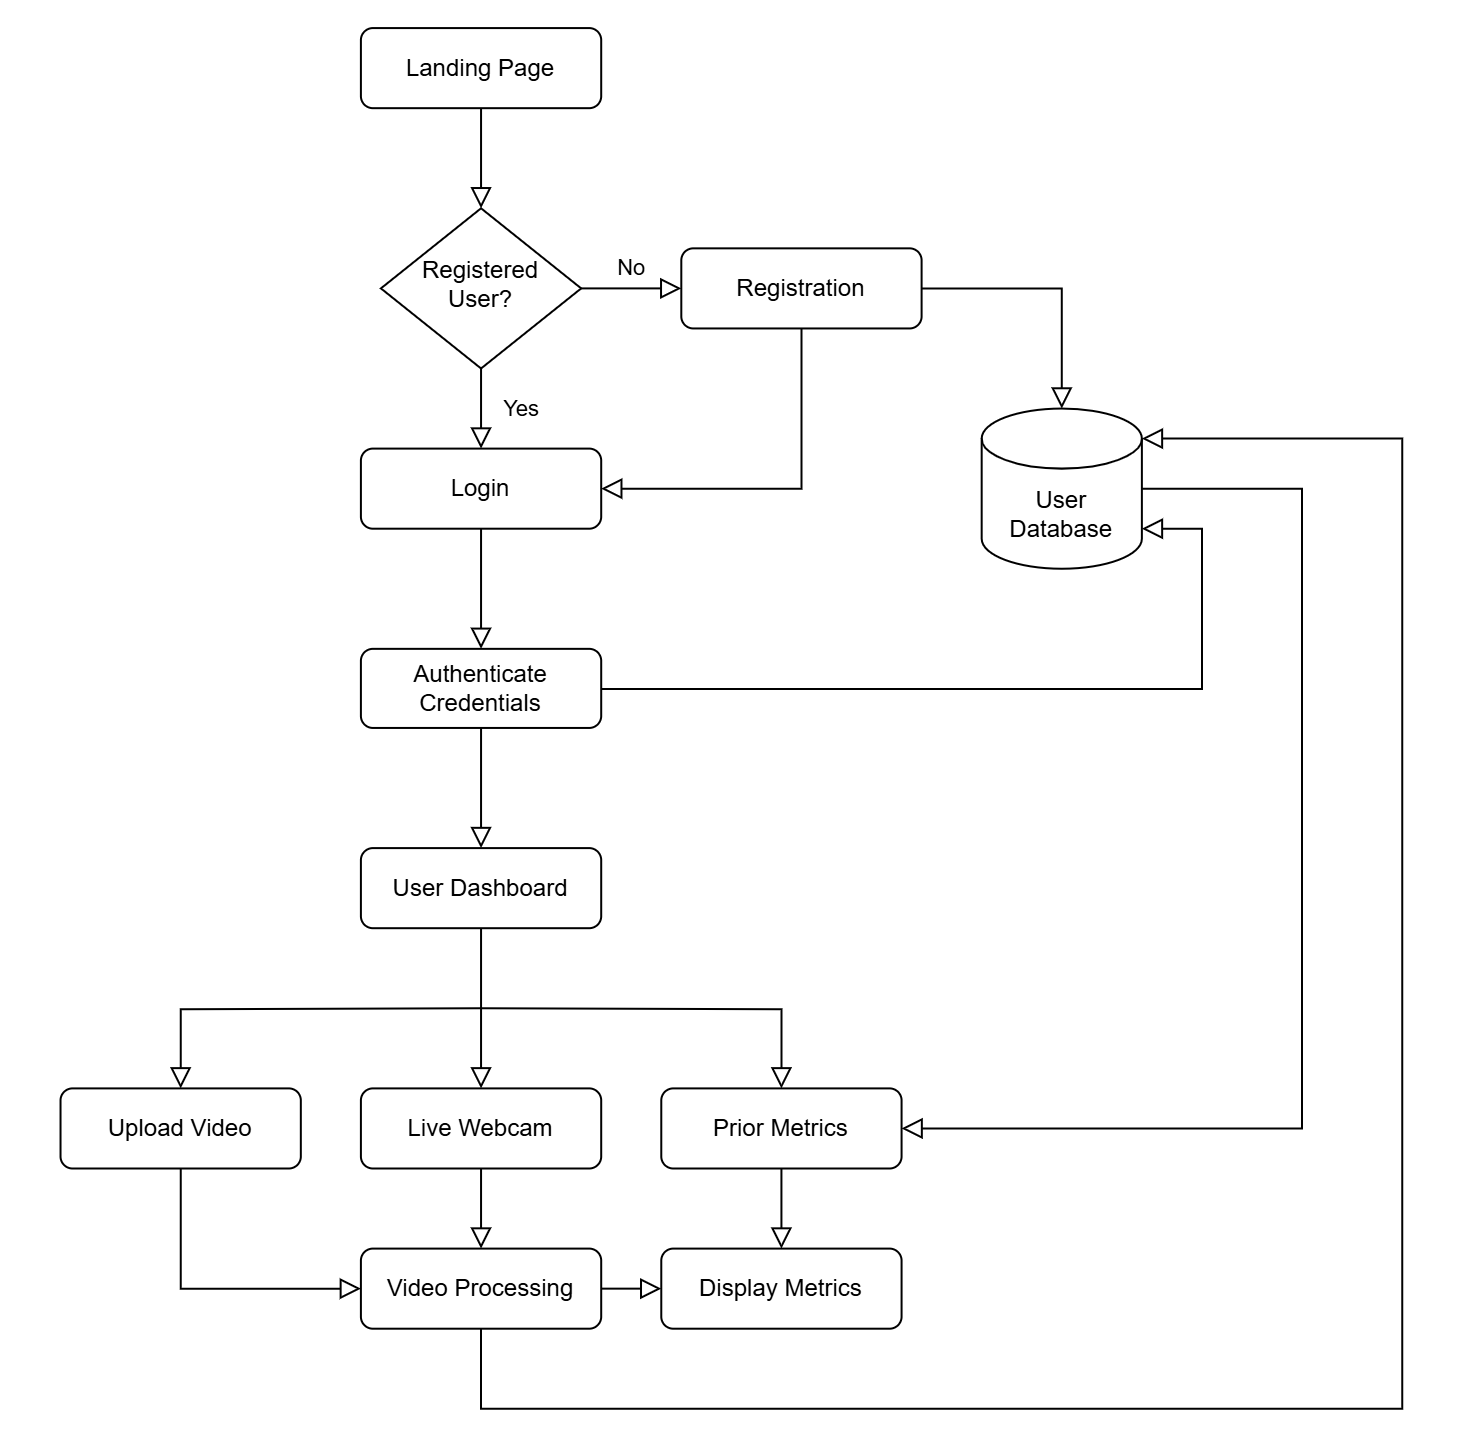 Landing Page
Registered
User?
No
Registration
Yes
Login
User
Database
Authenticate
Credentials
User Dashboard
Upload Video
Live Webcam
Prior Metrics
Video Processing
Display Metrics